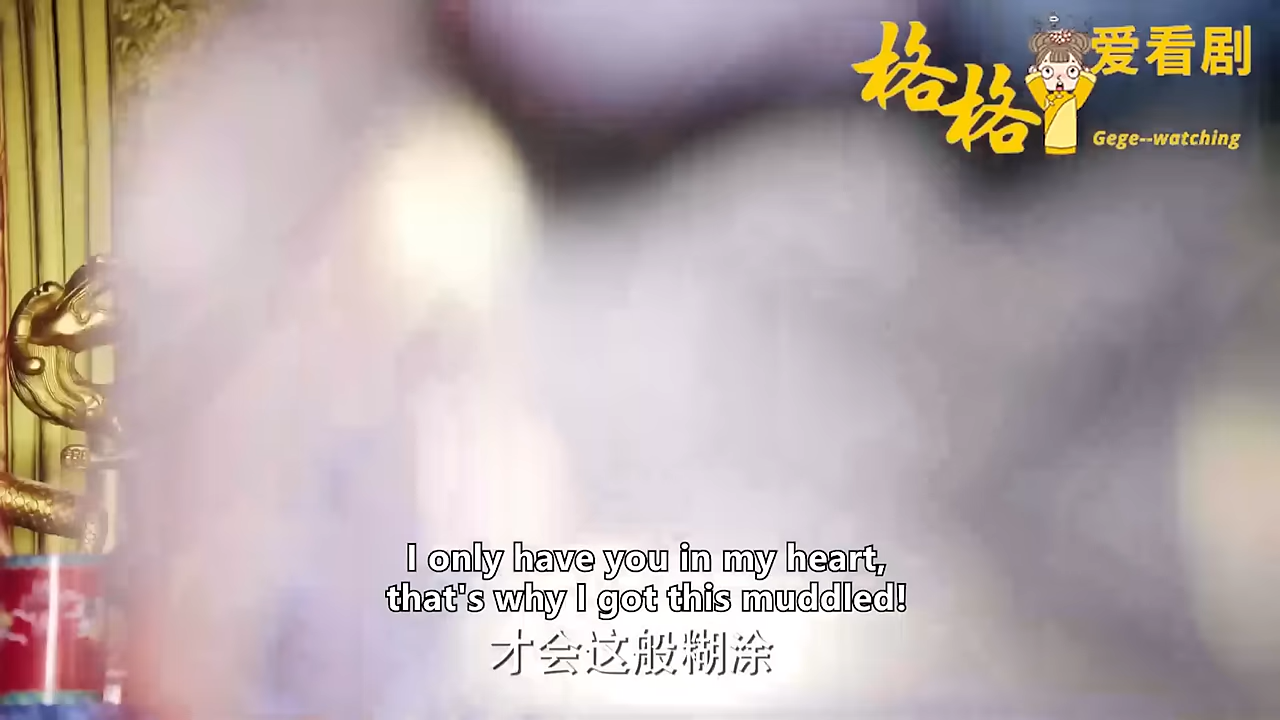 格格
爱看剧
Gege--watching
I only have you in my heart,
that's why I got this muddled!
才会这般糊涂